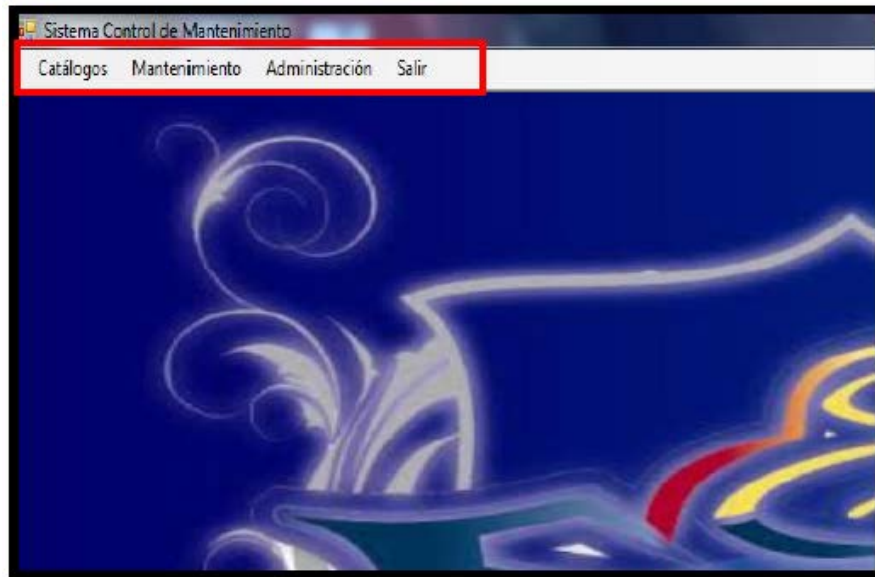 Sistema Control de Mantenimiento
Catálogos Mantenimiento Administración Salir